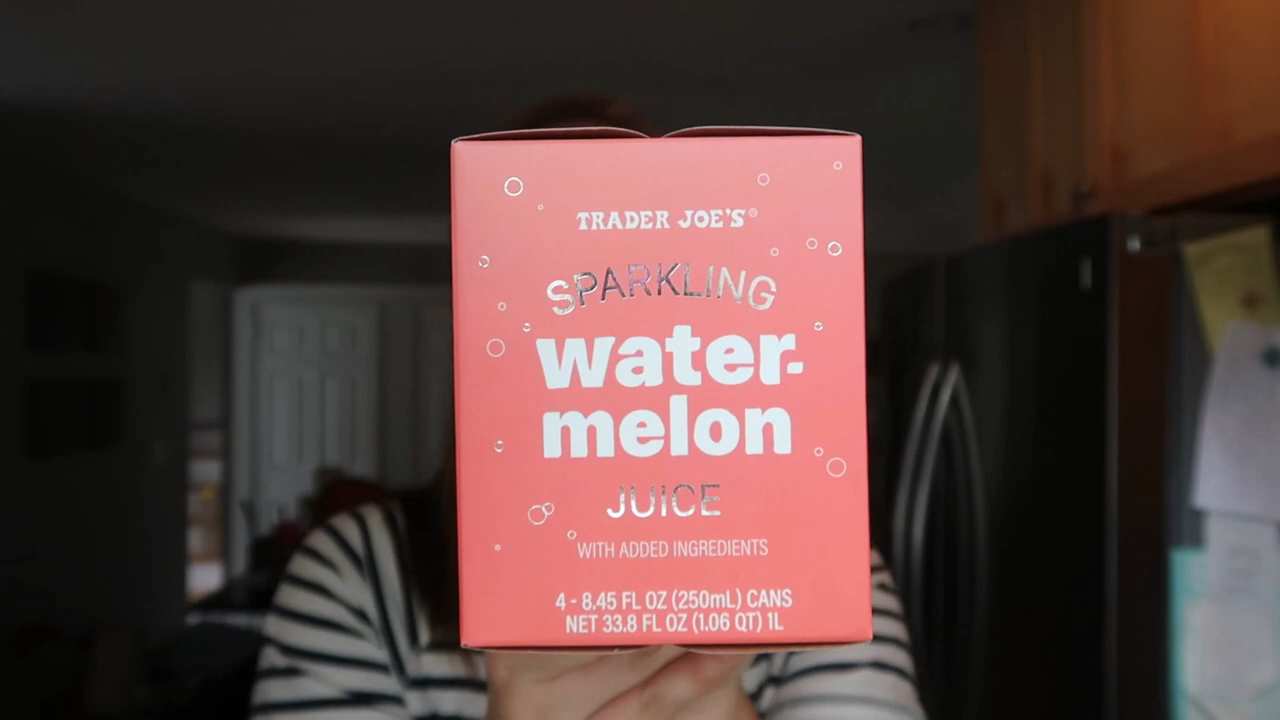 TRADER JOE'S®
SPARKLING
water-
melon
JUICE
WITH ADDED INGREDIENTS
4 - 8.45 FL OZ (250mL) CANS
NET 33.8 FL OZ (1.06 QT) 1L